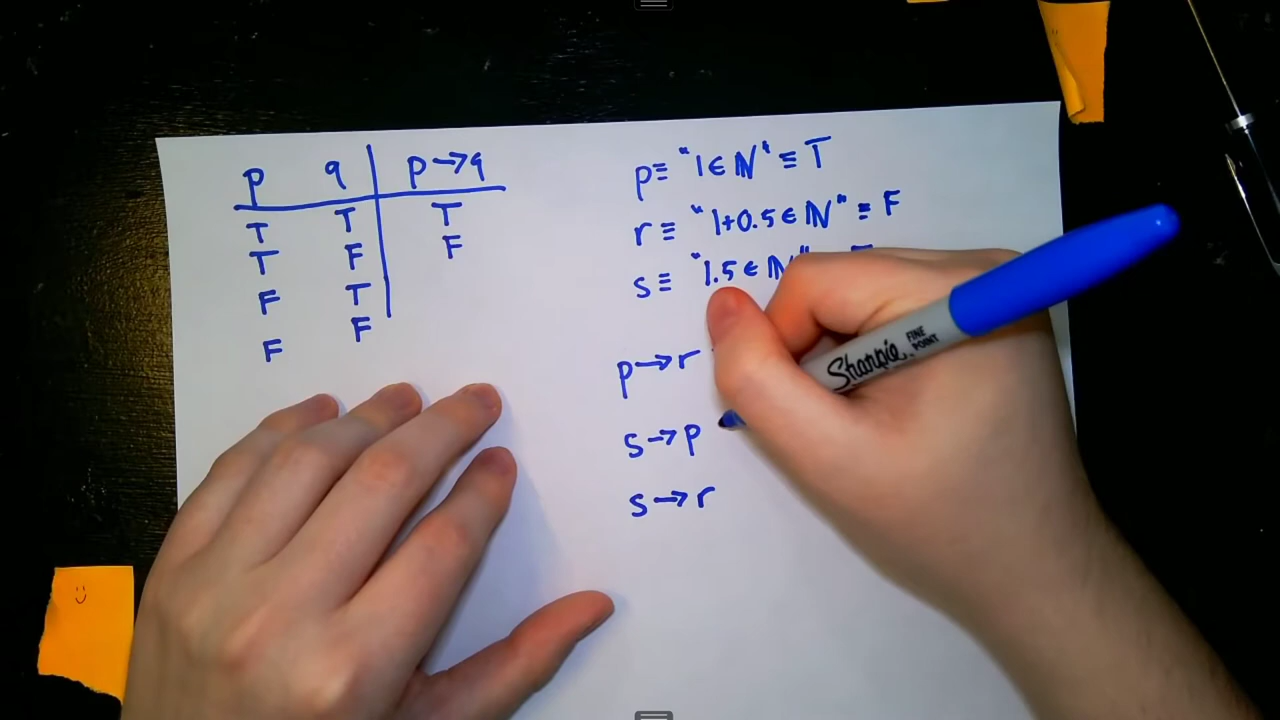 p q p→q
T T T
T F F
F T
F F
p≡ "1∈ℕ" ≡ T
r≡ "1+0.5∈ℕ" ≡ F
s≡ "1.5∈ℕ"
p→r
s→p
s→r
Sharpie FINE POINT